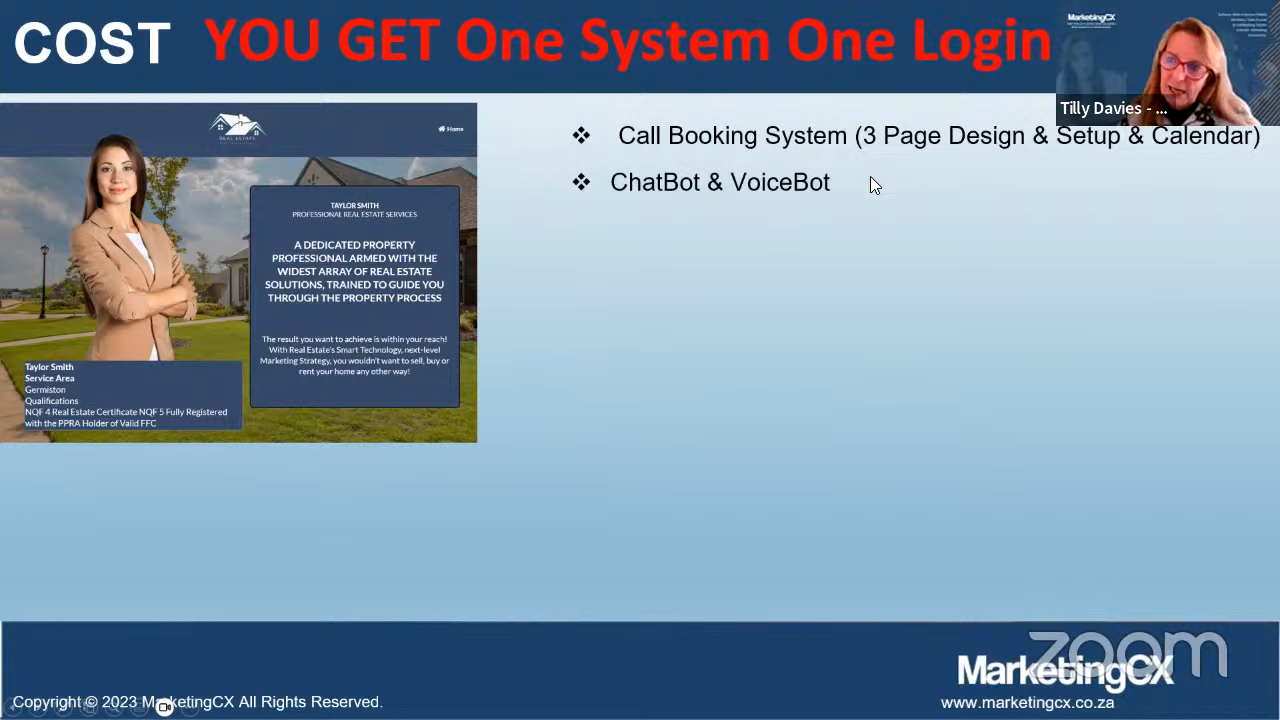 COST YOU GET One System One Login
MarketingCX
Tilly Davies - ...
❖ Call Booking System (3 Page Design & Setup & Calendar)
❖ ChatBot & VoiceBot
REAL ESTATE
Home
TAYLOR SMITH
PROFESSIONAL REAL ESTATE SERVICES
A DEDICATED PROPERTY
PROFESSIONAL ARMED WITH THE
WIDEST ARRAY OF REAL ESTATE
SOLUTIONS, TRAINED TO GUIDE YOU
THROUGH THE PROPERTY PROCESS
The result you want to achieve is within your reach!
With Real Estate's Smart Technology, next-level
Marketing Strategy, you wouldn't want to sell, buy or
rent your home any other way!
Taylor Smith
Service Area
Germiston
Qualifications
NQF 4 Real Estate Certificate NQF 5 Fully Registered
with the PPRA Holder of Valid FFC
zoom
MarketingCX
www.marketingcx.co.za
Copyright © 2023 MarketingCX All Rights Reserved.